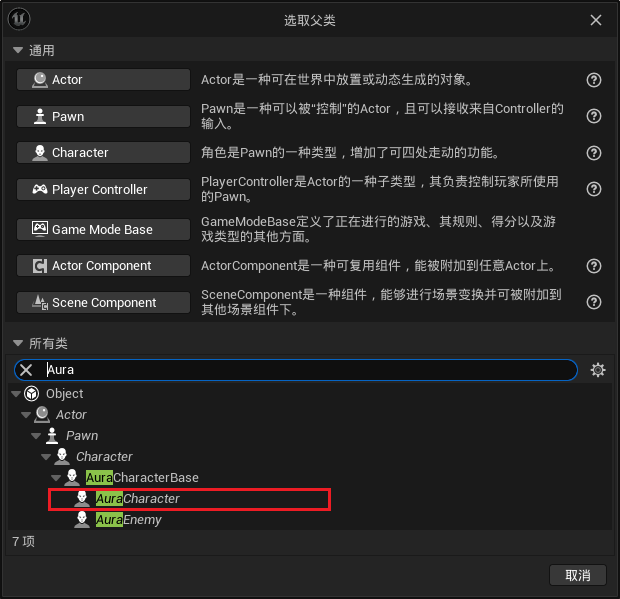 选取父类
通用
Actor
Actor是一种可在世界中放置或动态生成的对象。
Pawn
Pawn是一种可以被“控制”的Actor，且可以接收来自Controller的
输入。
Character
角色是Pawn的一种类型，增加了可四处走动的功能。
Player Controller
PlayerController是Actor的一种子类型，其负责控制玩家所使用
的Pawn。
Game Mode Base
GameModeBase定义了正在进行的游戏、其规则、得分以及游
戏类型的其他方面。
Actor Component
ActorComponent是一种可复用组件，能被附加到任意Actor上。
Scene Component
SceneComponent是一种组件，能够进行场景变换并可被附加到
其他场景组件下。
所有类
Aura
Object
Actor
Pawn
Character
AuraCharacterBase
AuraCharacter
AuraEnemy
7 项
取消